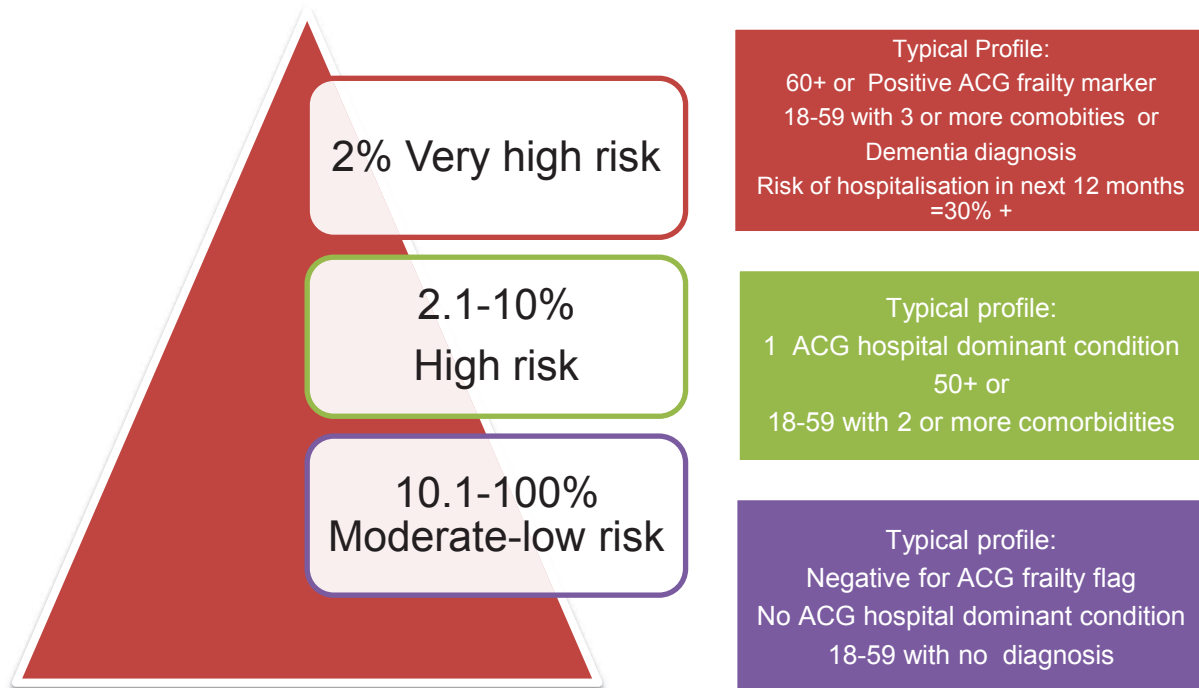 2% Very high risk
Typical Profile:
60+ or Positive ACG frailty marker
18-59 with 3 or more comobities or
Dementia diagnosis
Risk of hospitalisation in next 12 months
=30% +
2.1-10%
High risk
Typical profile:
1 ACG hospital dominant condition
50+ or
18-59 with 2 or more comorbidities
10.1-100%
Moderate-low risk
Typical profile:
Negative for ACG frailty flag
No ACG hospital dominant condition
18-59 with no diagnosis